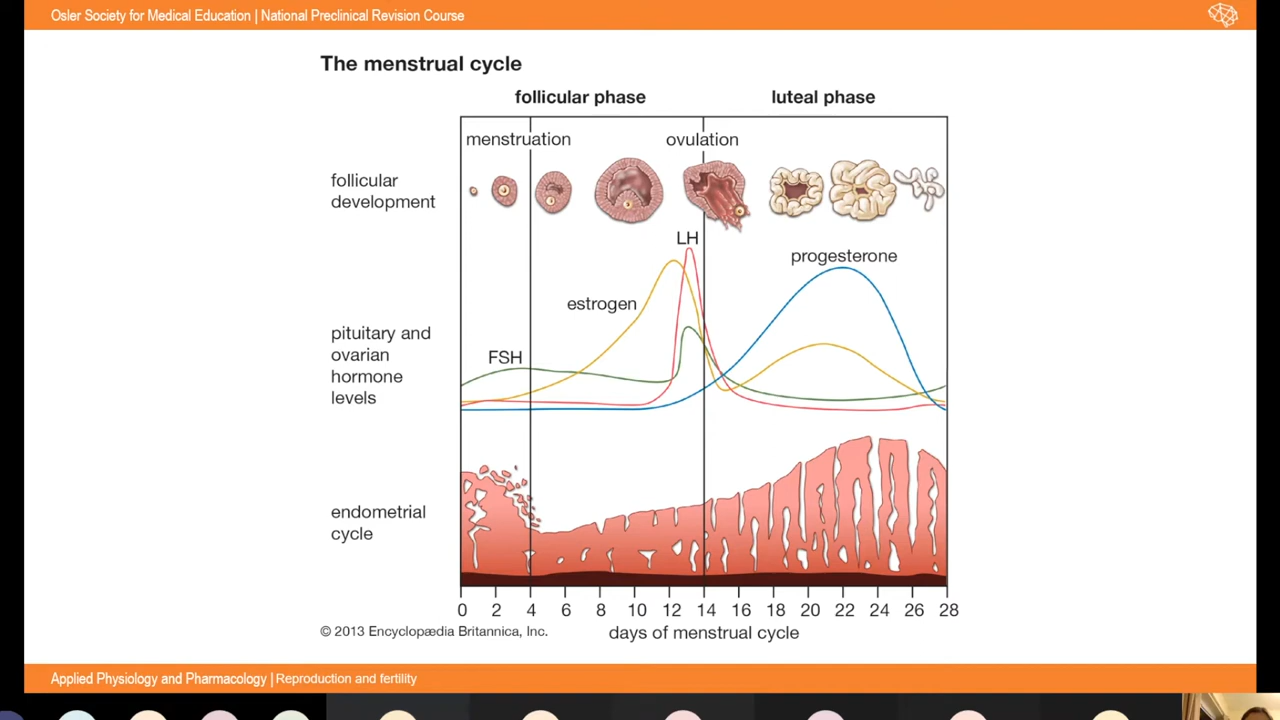 Osler Society for Medical Education | National Preclinical Revision Course
The menstrual cycle
follicular phase
luteal phase
menstruation
ovulation
follicular
development
LH
progesterone
estrogen
pituitary and
ovarian
hormone
levels
FSH
endometrial
cycle
0 2 4 6 8 10 12 14 16 18 20 22 24 26 28
© 2013 Encyclopædia Britannica, Inc.
days of menstrual cycle
Applied Physiology and Pharmacology | Reproduction and fertility